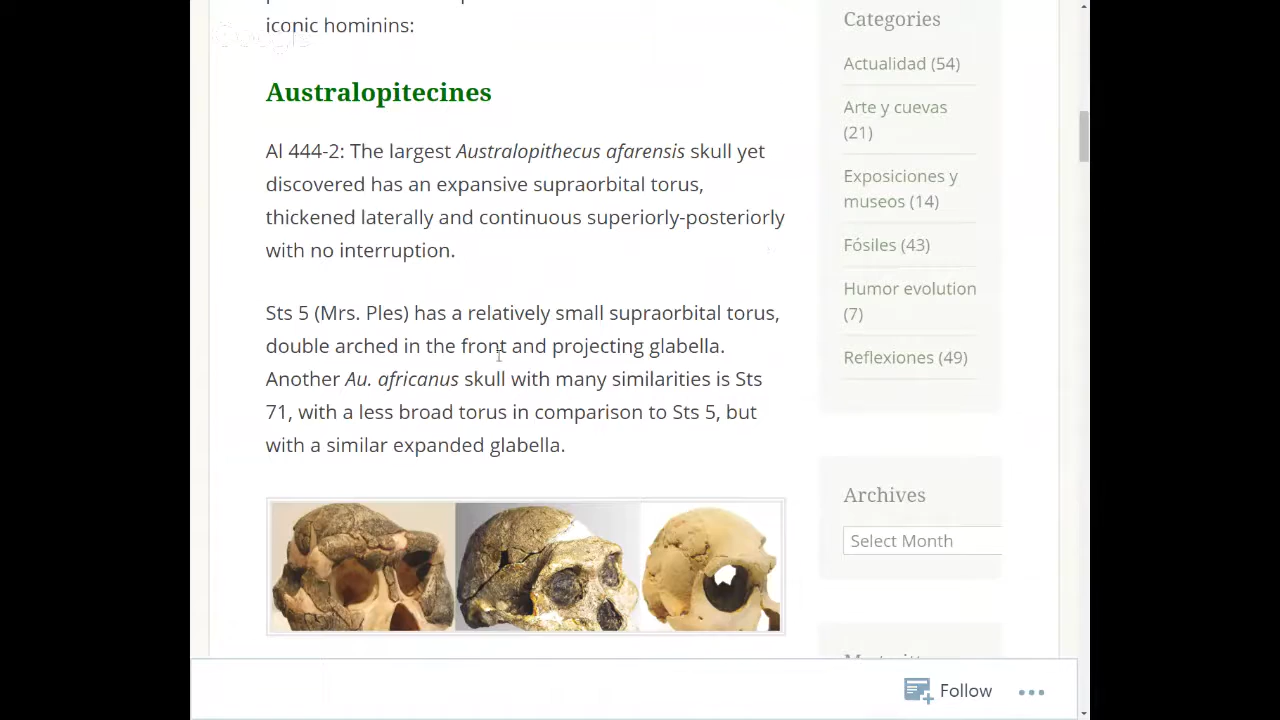 iconic hominins:
Australopitecines
Al 444-2: The largest Australopithecus afarensis skull yet
discovered has an expansive supraorbital torus,
thickened laterally and continuous superiorly-posteriorly
with no interruption.
Sts 5 (Mrs. Ples) has a relatively small supraorbital torus,
double arched in the front and projecting glabella.
Another Au. africanus skull with many similarities is Sts
71, with a less broad torus in comparison to Sts 5, but
with a similar expanded glabella.
Categories
Actualidad (54)
Arte y cuevas
(21)
Exposiciones y
museos (14)
Fósiles (43)
Humor evolution
(7)
Reflexiones (49)
Archives
Select Month
Follow